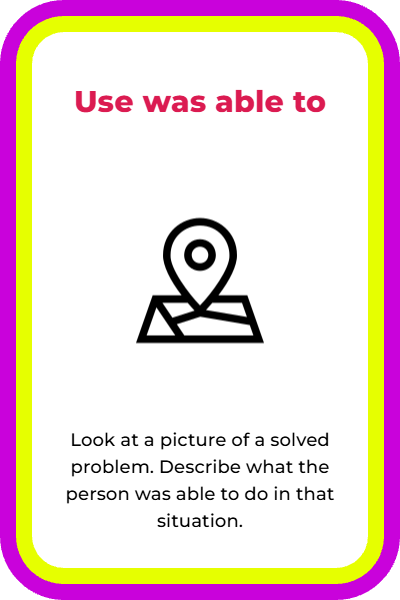 Use was able to
Look at a picture of a solved
problem. Describe what the
person was able to do in that
situation.